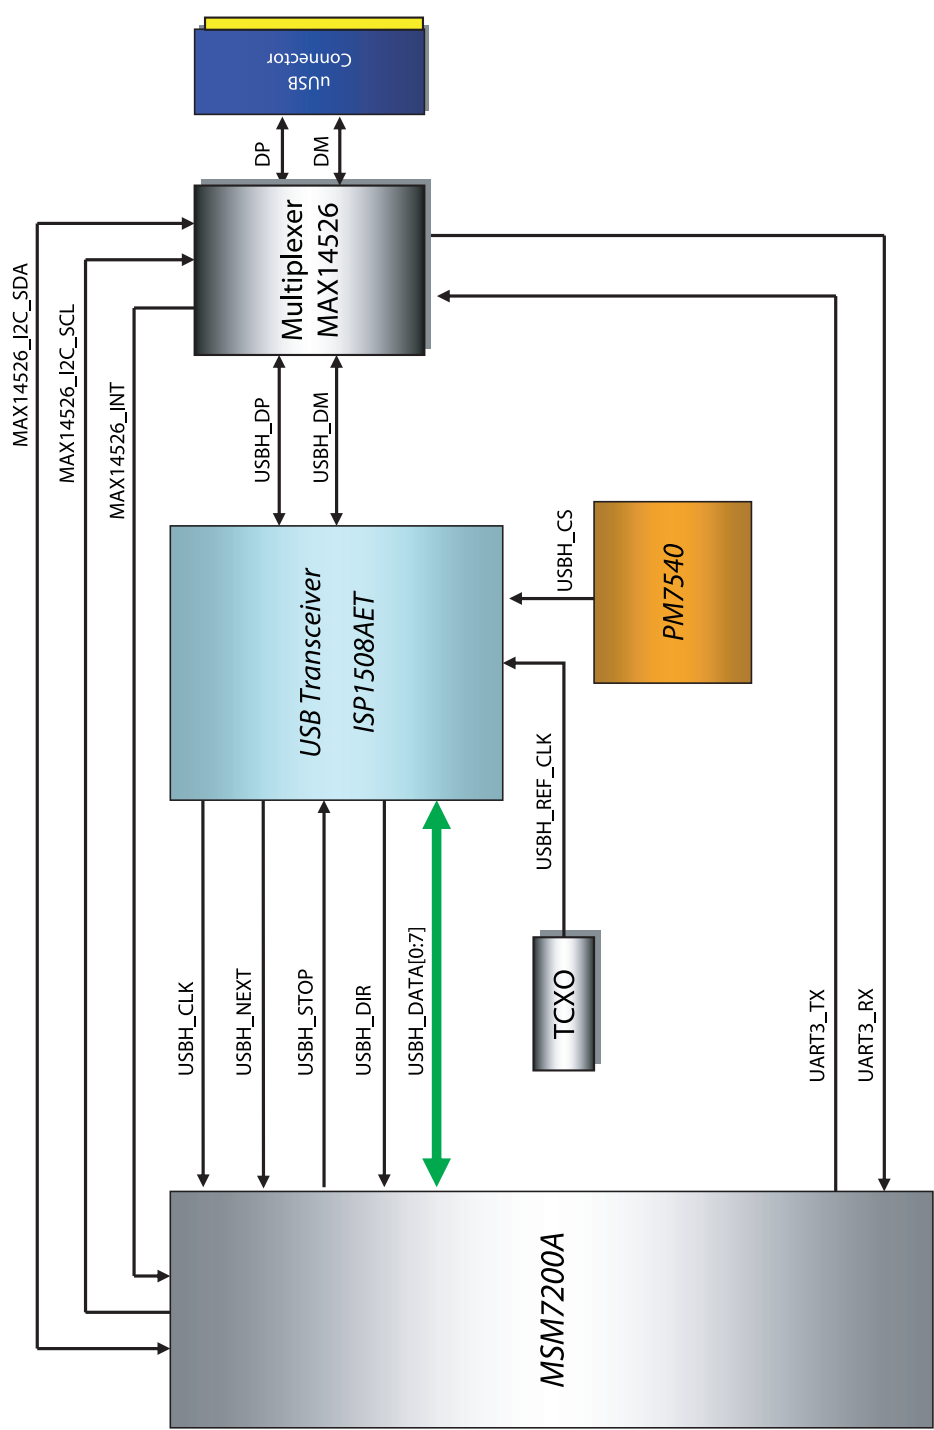 uUSB
Connector
DP
DM
Multiplexer
MAX14526
MAX14526_I2C_SDA
MAX14526_I2C_SCL
MAX14526_INT
USBH_DP
USBH_DM
USB Transceiver
ISP1508AET
USBH_CS
PM7540
USBH_REF_CLK
TCXO
USBH_CLK
USBH_NEXT
USBH_STOP
USBH_DIR
USBH_DATA[0:7]
UART3_TX
UART3_RX
MSM7200A